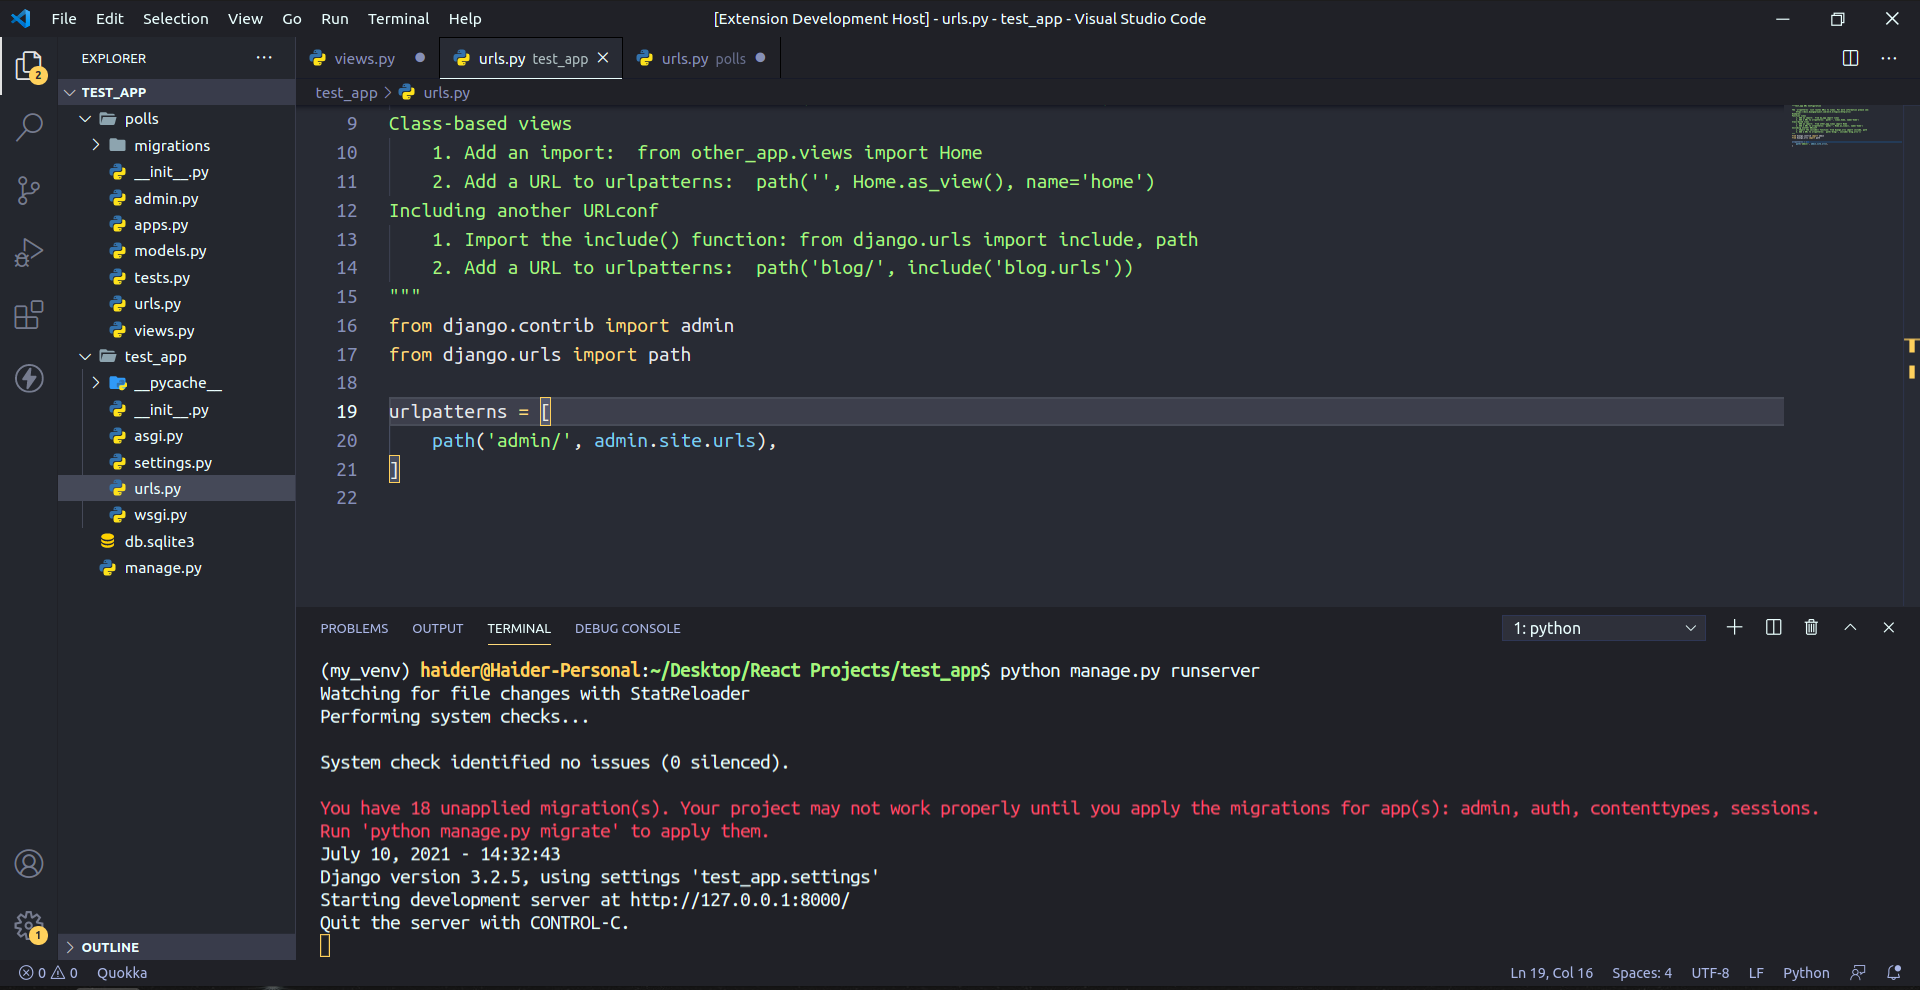 File Edit Selection View Go Run Terminal Help
[Extension Development Host] - urls.py - test_app - Visual Studio Code
2
EXPLORER
TEST_APP
polls
migrations
__init__.py
admin.py
apps.py
models.py
tests.py
urls.py
views.py
test_app
__pycache__
__init__.py
asgi.py
settings.py
urls.py
wsgi.py
db.sqlite3
manage.py
OUTLINE
1
views.py
urls.py test_app
urls.py polls
test_app > urls.py
9 Class-based views
10     1. Add an import:  from other_app.views import Home
11     2. Add a URL to urlpatterns:  path('', Home.as_view(), name='home')
12 Including another URLconf
13     1. Import the include() function: from django.urls import include, path
14     2. Add a URL to urlpatterns:  path('blog/', include('blog.urls'))
15 """
16 from django.contrib import admin
17 from django.urls import path
18
19 urlpatterns = [
20     path('admin/', admin.site.urls),
21 ]
22
PROBLEMS OUTPUT TERMINAL DEBUG CONSOLE
1: python
(my_venv) haider@Haider-Personal:~/Desktop/React Projects/test_app$ python manage.py runserver
Watching for file changes with StatReloader
Performing system checks...
System check identified no issues (0 silenced).
You have 18 unapplied migration(s). Your project may not work properly until you apply the migrations for app(s): admin, auth, contenttypes, sessions.
Run 'python manage.py migrate' to apply them.
July 10, 2021 - 14:32:43
Django version 3.2.5, using settings 'test_app.settings'
Starting development server at http://127.0.0.1:8000/
Quit the server with CONTROL-C.
0 0 Quokka
Ln 19, Col 16 Spaces: 4 UTF-8 LF Python